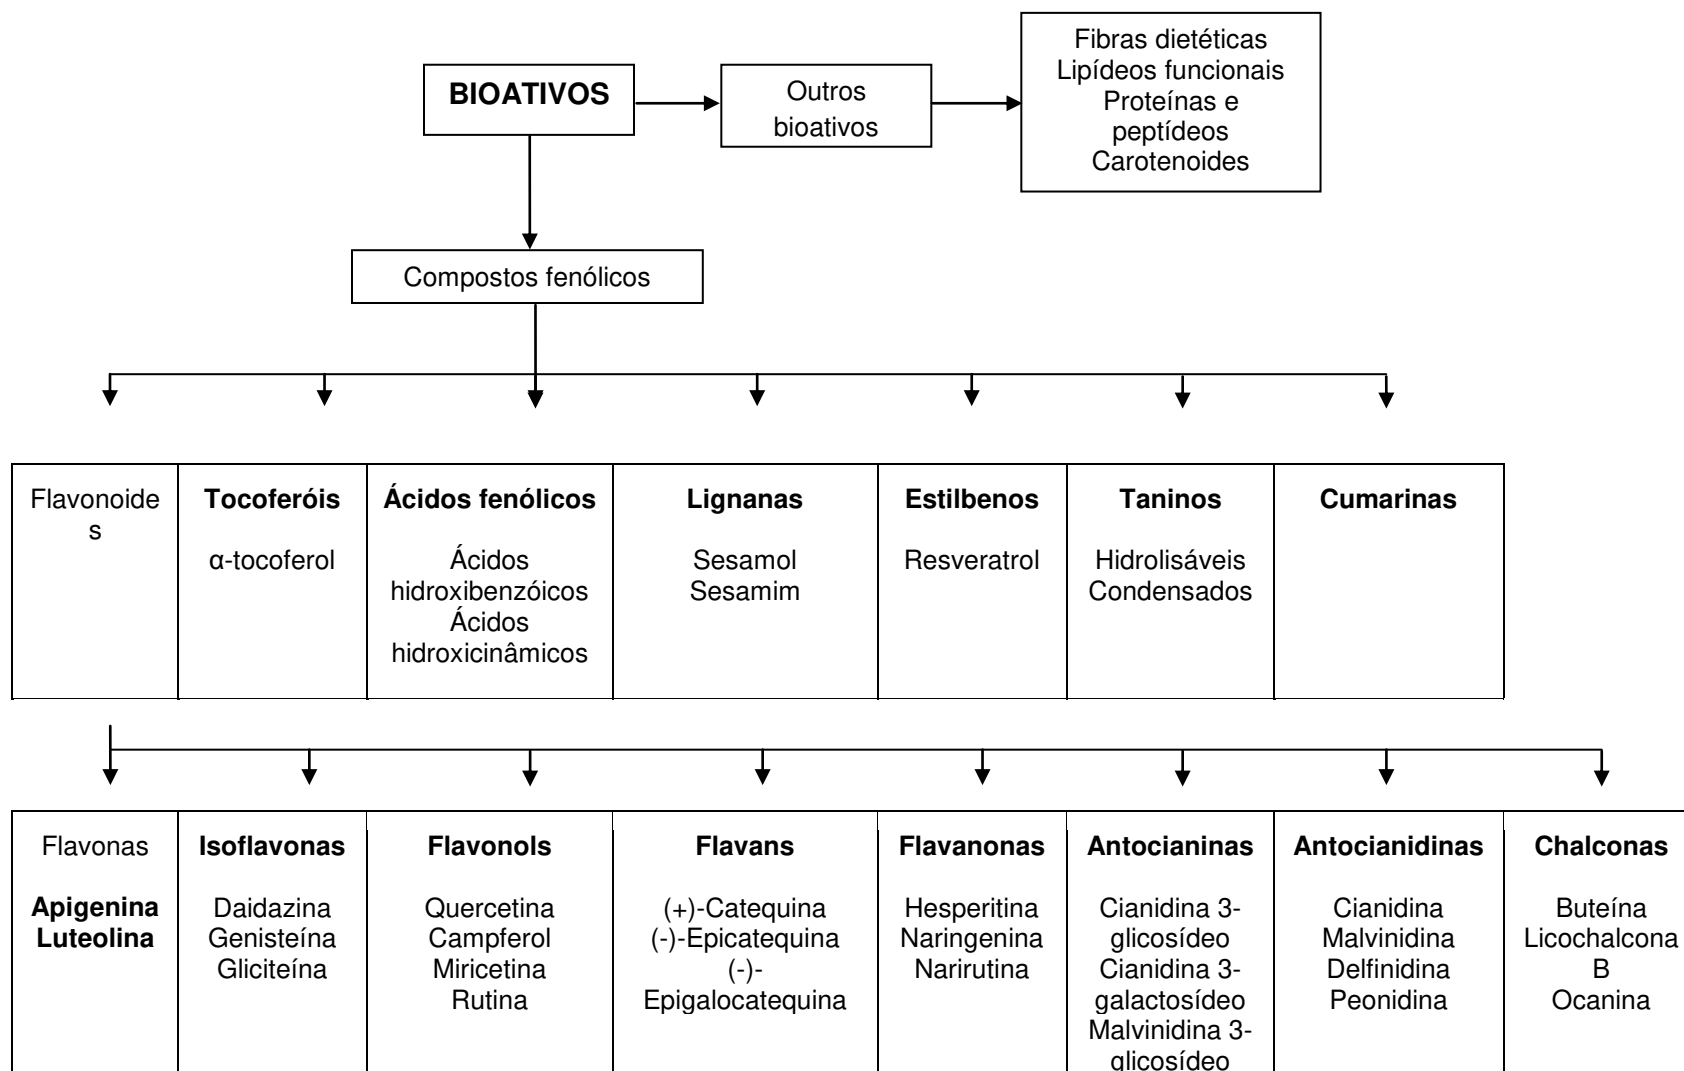 BIOATIVOS
Outros
bioativos
Fibras dietéticas
Lipídeos funcionais
Proteínas e
peptídeos
Carotenoides
Compostos fenólicos
Flavonoide
s
Tocoferóis
α-tocoferol
Ácidos fenólicos
Ácidos
hidroxibenzóicos
Ácidos
hidroxicinâmicos
Lignanas
Sesamol
Sesamim
Estilbenos
Resveratrol
Taninos
Hidrolisáveis
Condensados
Cumarinas
Flavonas
Apigenina
Luteolina
Isoflavonas
Daidazina
Genisteína
Gliciteína
Flavonols
Quercetina
Campferol
Miricetina
Rutina
Flavans
(+)-Catequina
(-)-Epicatequina
(-)-
Epigalocatequina
Flavanonas
Hesperitina
Naringenina
Narirutina
Antocianinas
Cianidina 3-
glicosídeo
Cianidina 3-
galactosídeo
Malvinidina 3-
glicosídeo
Antocianidinas
Cianidina
Malvinidina
Delfinidina
Peonidina
Chalconas
Buteína
Licochalcona
B
Ocanina